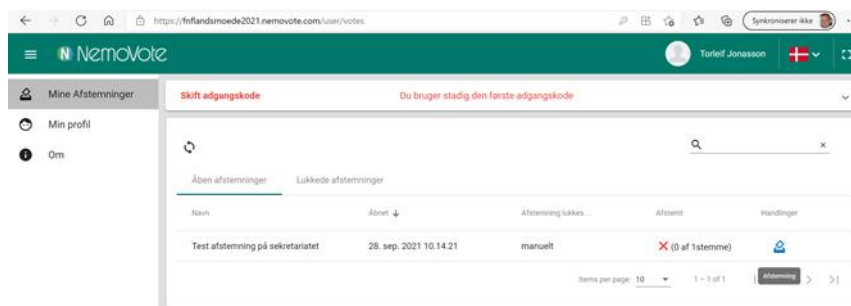 https://fnflandsmoede2021.nemovote.com/user/votes
Synkroniserer ikke
N NemoVote
Torleif Jonasson
Mine Afstemninger
Skift adgangskode
Du bruger stadig den første adgangskode
Min profil
Om
Åben afstemninger
Lukkede afstemninger
Navn
Åbnet
Afstemning lukkes...
Afstemt
Handlinger
Test afstemning på sekretariatet
28. sep. 2021 10.14.21
manuelt
(0 af 1stemme)
Items per page: 10
1 – 1 of 1
Afstemning